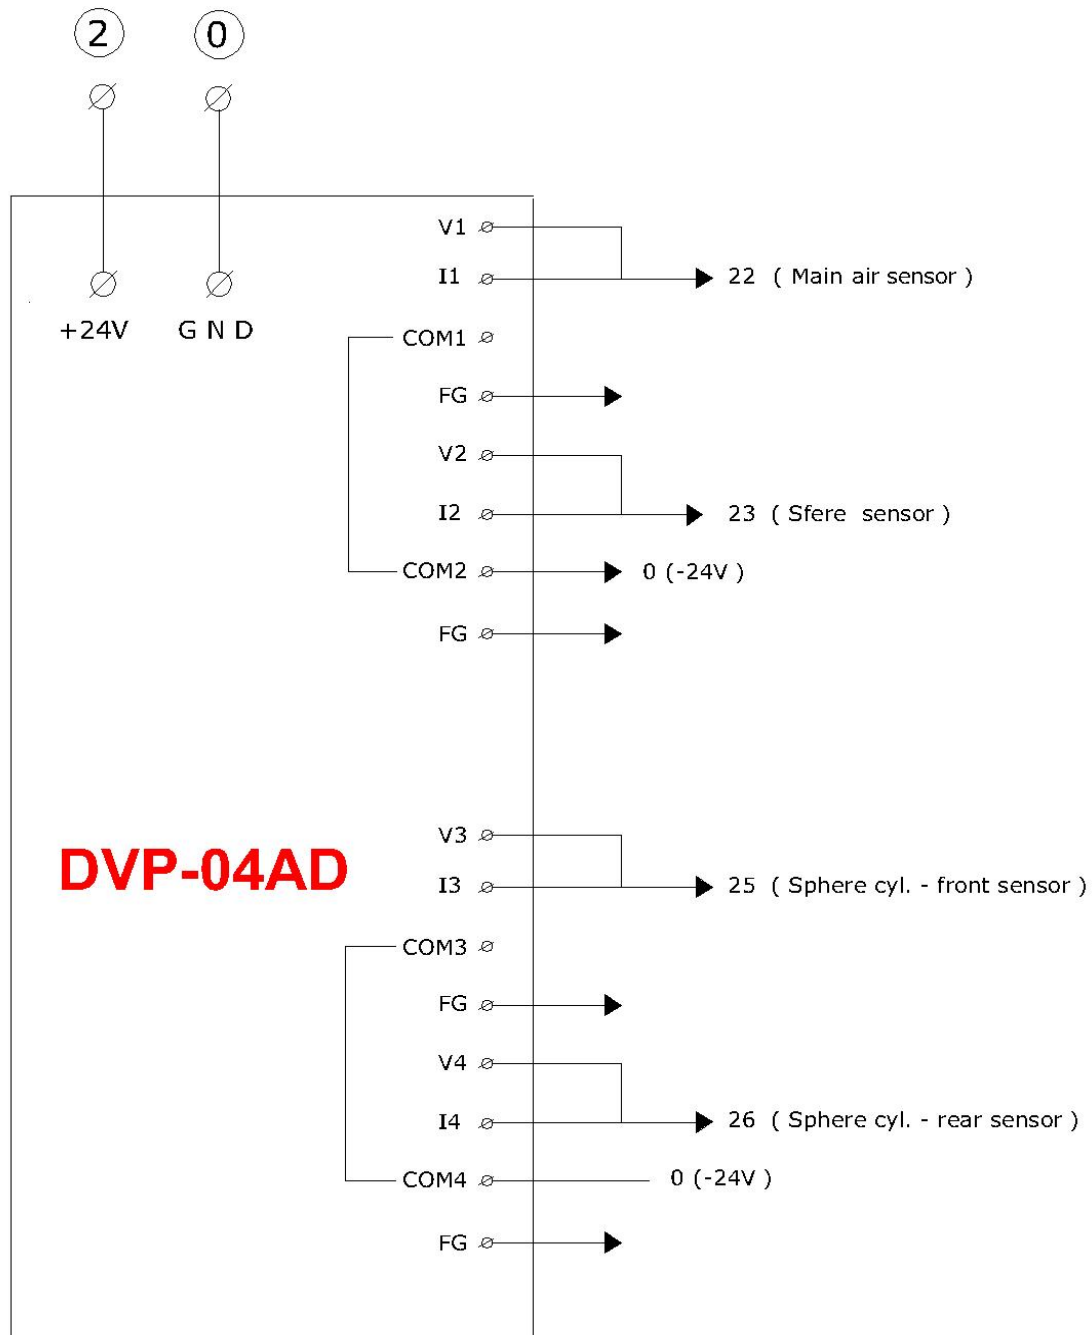 2 0
+24V G N D
V1
I1 22 ( Main air sensor )
COM1
FG
V2
I2 23 ( Sfere sensor )
COM2 0 (-24V )
FG
DVP-04AD
V3
I3 25 ( Sphere cyl. - front sensor )
COM3
FG
V4
I4 26 ( Sphere cyl. - rear sensor )
COM4 0 (-24V )
FG